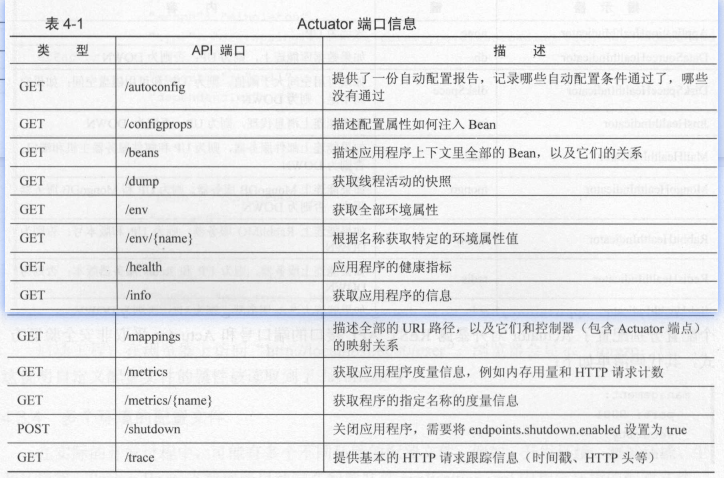 表 4-1 Actuator 端口信息
类 型 API 端口 描 述
GET /autoconfig 提供了一份自动配置报告，记录哪些自动配置条件通过了，哪些
没有通过
GET /configprops 描述配置属性如何注入 Bean
GET /beans 描述应用程序上下文里全部的 Bean，以及它们的关系
GET /dump 获取线程活动的快照
GET /env 获取全部环境属性
GET /env/{name} 根据名称获取特定的环境属性值
GET /health 应用程序的健康指标
GET /info 获取应用程序的信息
GET /mappings 描述全部的 URI 路径，以及它们和控制器（包含 Actuator 端点）
的映射关系
GET /metrics 获取应用程序度量信息，例如内存用量和 HTTP 请求计数
GET /metrics/{name} 获取程序的指定名称的度量信息
POST /shutdown 关闭应用程序，需要将 endpoints.shutdown.enabled 设置为 true
GET /trace 提供基本的 HTTP 请求跟踪信息（时间戳、HTTP 头等）